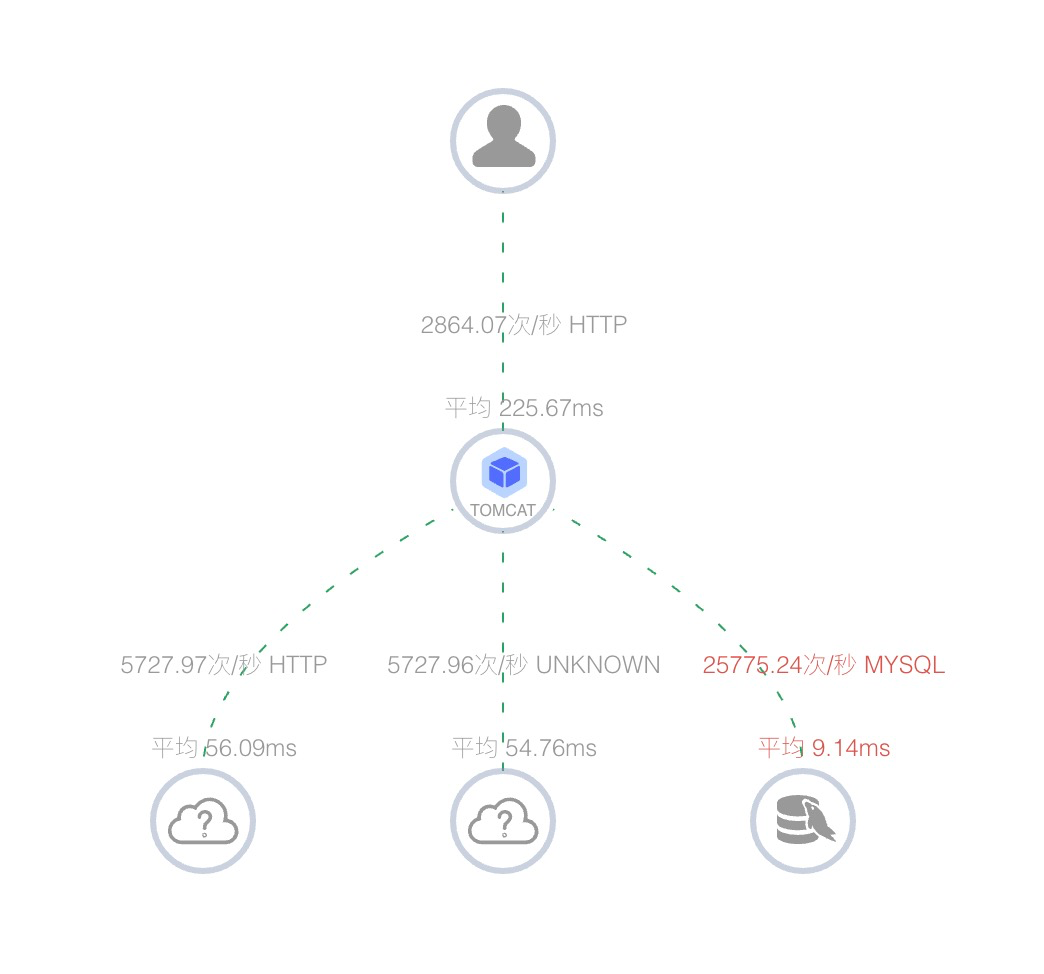 2864.07次/秒 HTTP
平均 225.67ms
TOMCAT
5727.97次/秒 HTTP
5727.96次/秒 UNKNOWN
25775.24次/秒 MYSQL
平均 56.09ms
平均 54.76ms
平均 9.14ms
?
?